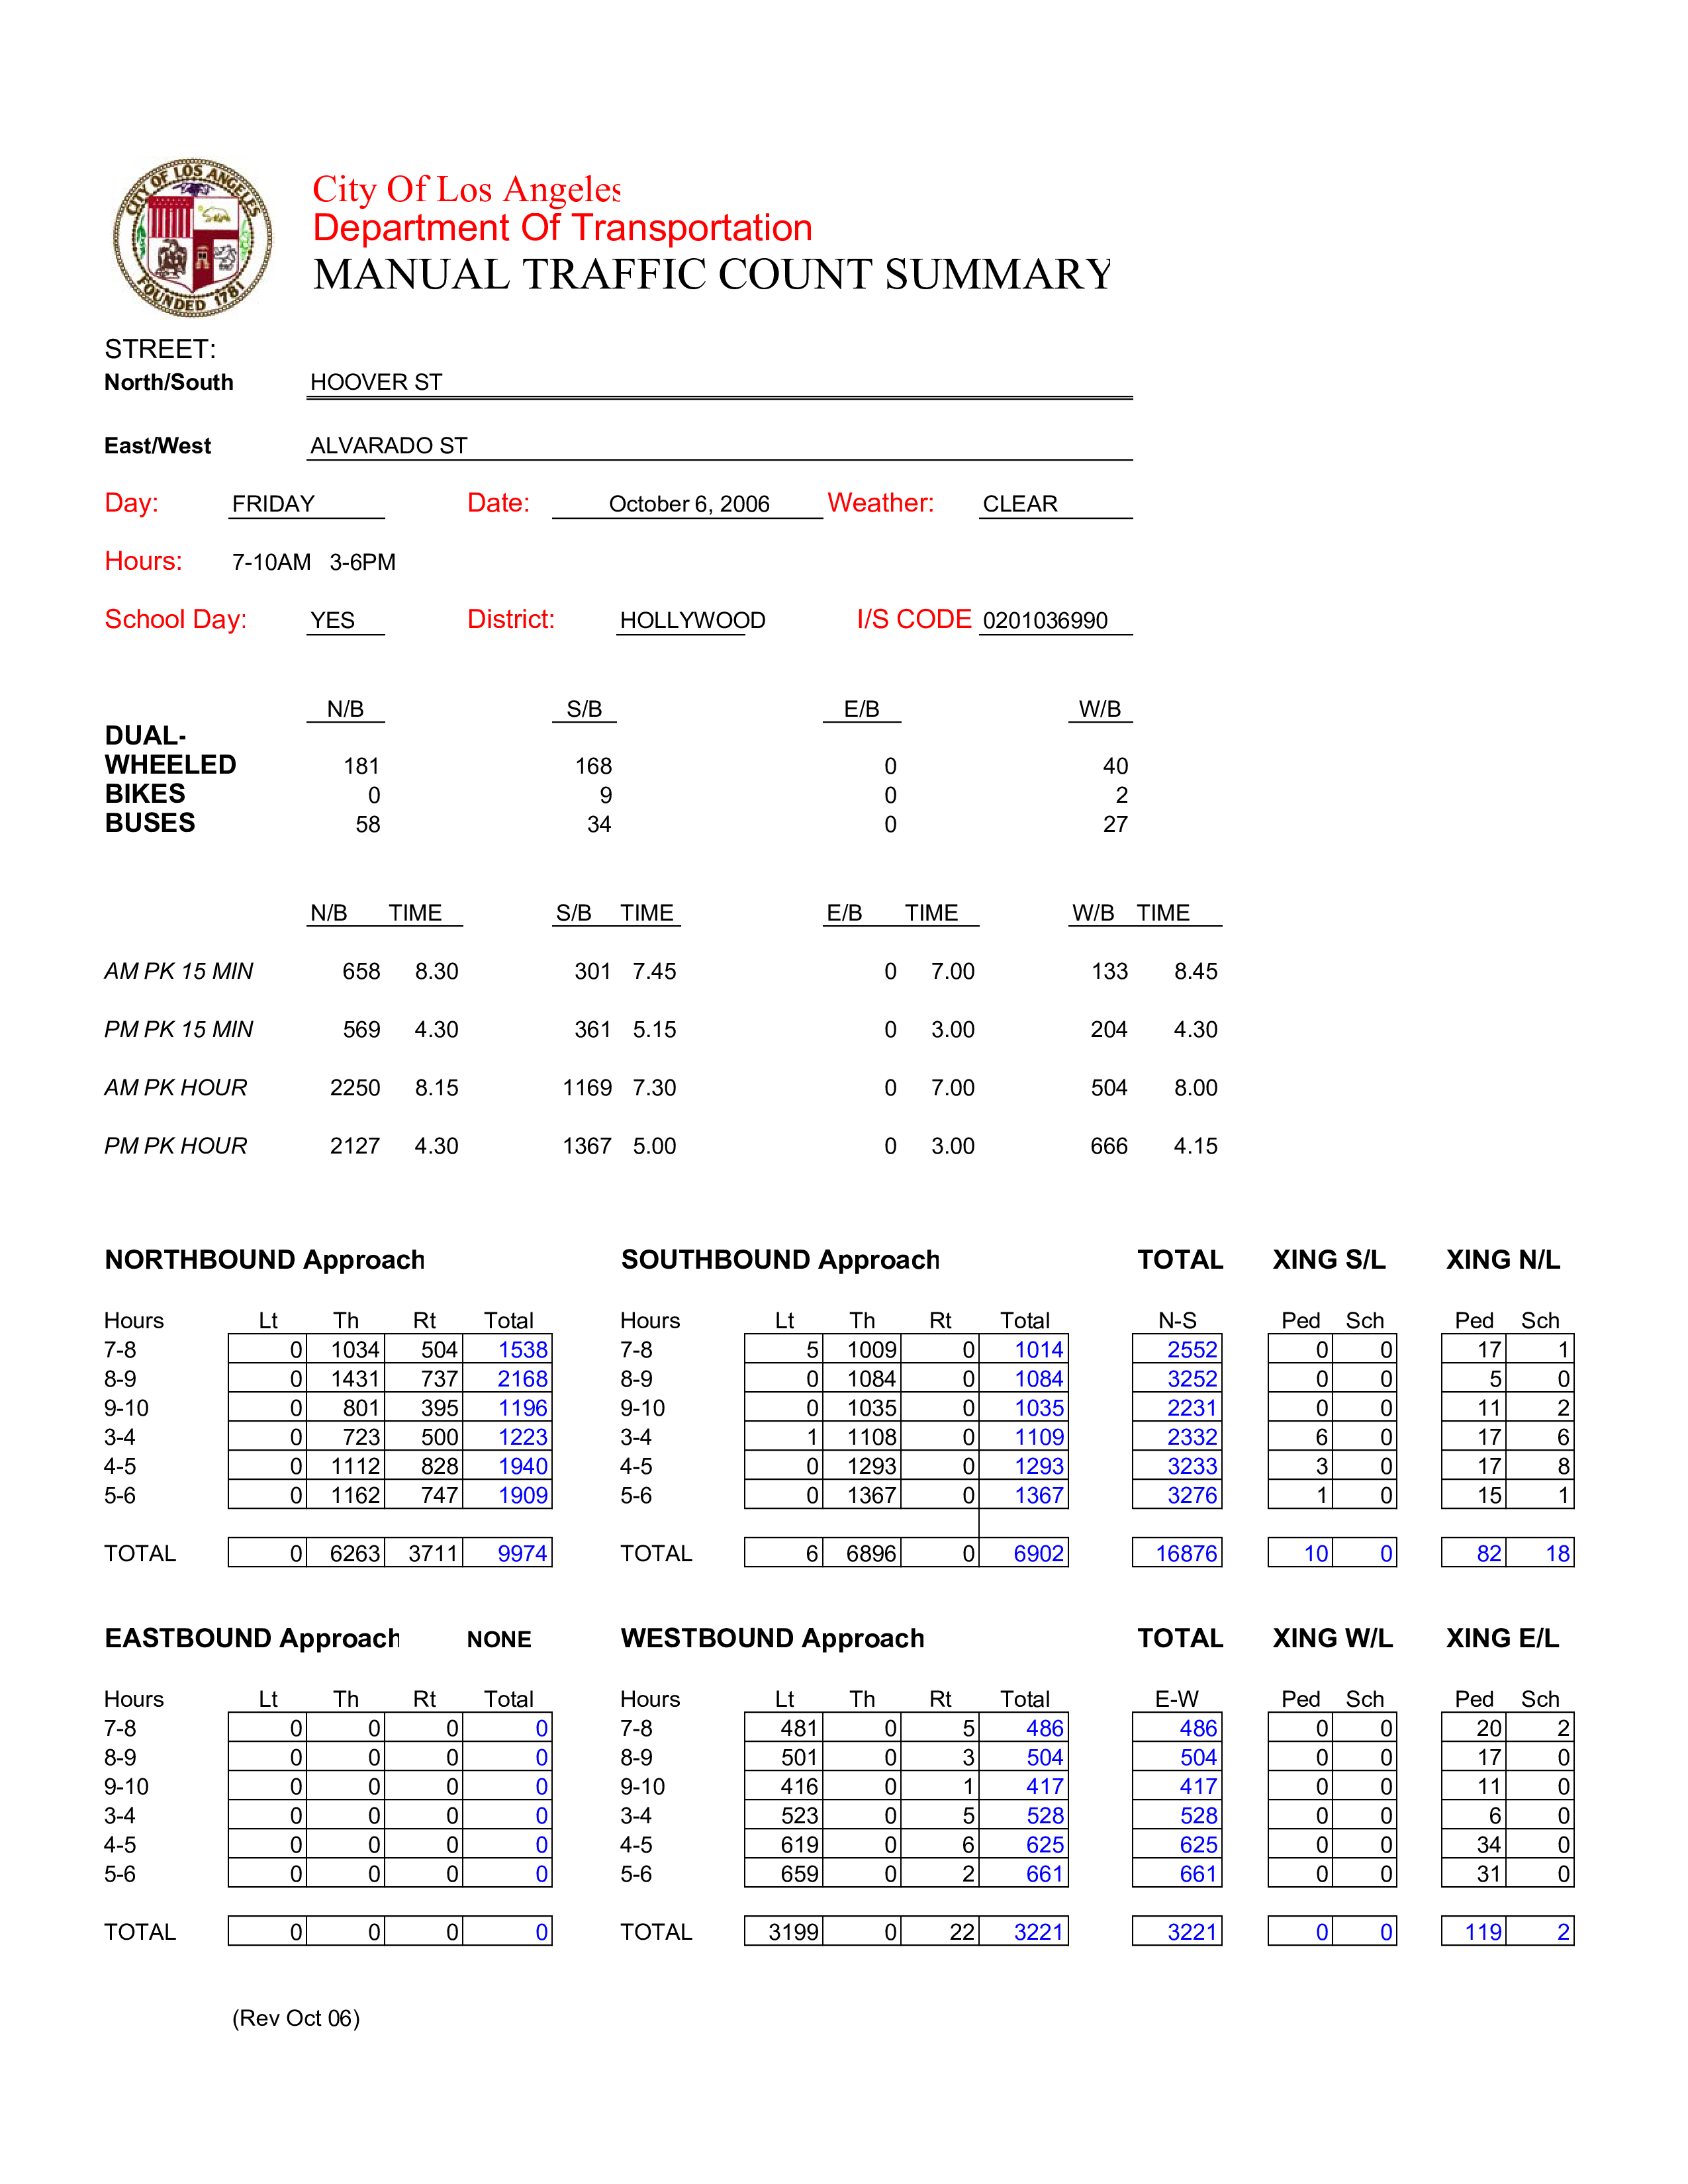 CITY OF LOS ANGELES
FOUNDED 1781
City Of Los Angeles
Department Of Transportation
MANUAL TRAFFIC COUNT SUMMARY
STREET:
North/South HOOVER ST
East/West ALVARADO ST
Day: FRIDAY Date: October 6, 2006 Weather: CLEAR
Hours: 7-10AM 3-6PM
School Day: YES District: HOLLYWOOD I/S CODE 0201036990
N/B S/B E/B W/B
DUAL-
WHEELED 181 168 0 40
BIKES 0 9 0 2
BUSES 58 34 0 27
N/B TIME S/B TIME E/B TIME W/B TIME
AM PK 15 MIN 658 8.30 301 7.45 0 7.00 133 8.45
PM PK 15 MIN 569 4.30 361 5.15 0 3.00 204 4.30
AM PK HOUR 2250 8.15 1169 7.30 0 7.00 504 8.00
PM PK HOUR 2127 4.30 1367 5.00 0 3.00 666 4.15
NORTHBOUND Approach SOUTHBOUND Approach TOTAL XING S/L XING N/L
Hours Lt Th Rt Total Hours Lt Th Rt Total N-S Ped Sch Ped Sch
7-8 0 1034 504 1538 7-8 5 1009 0 1014 2552 0 0 17 1
8-9 0 1431 737 2168 8-9 0 1084 0 1084 3252 0 0 5 0
9-10 0 801 395 1196 9-10 0 1035 0 1035 2231 0 0 11 2
3-4 0 723 500 1223 3-4 1 1108 0 1109 2332 6 0 17 6
4-5 0 1112 828 1940 4-5 0 1293 0 1293 3233 3 0 17 8
5-6 0 1162 747 1909 5-6 0 1367 0 1367 3276 1 0 15 1
TOTAL 0 6263 3711 9974 TOTAL 6 6896 0 6902 16876 10 0 82 18
EASTBOUND Approach NONE WESTBOUND Approach TOTAL XING W/L XING E/L
Hours Lt Th Rt Total Hours Lt Th Rt Total E-W Ped Sch Ped Sch
7-8 0 0 0 0 7-8 481 0 5 486 486 0 0 20 2
8-9 0 0 0 0 8-9 501 0 3 504 504 0 0 17 0
9-10 0 0 0 0 9-10 416 0 1 417 417 0 0 11 0
3-4 0 0 0 0 3-4 523 0 5 528 528 0 0 6 0
4-5 0 0 0 0 4-5 619 0 6 625 625 0 0 34 0
5-6 0 0 0 0 5-6 659 0 2 661 661 0 0 31 0
TOTAL 0 0 0 0 TOTAL 3199 0 22 3221 3221 0 0 119 2
(Rev Oct 06)